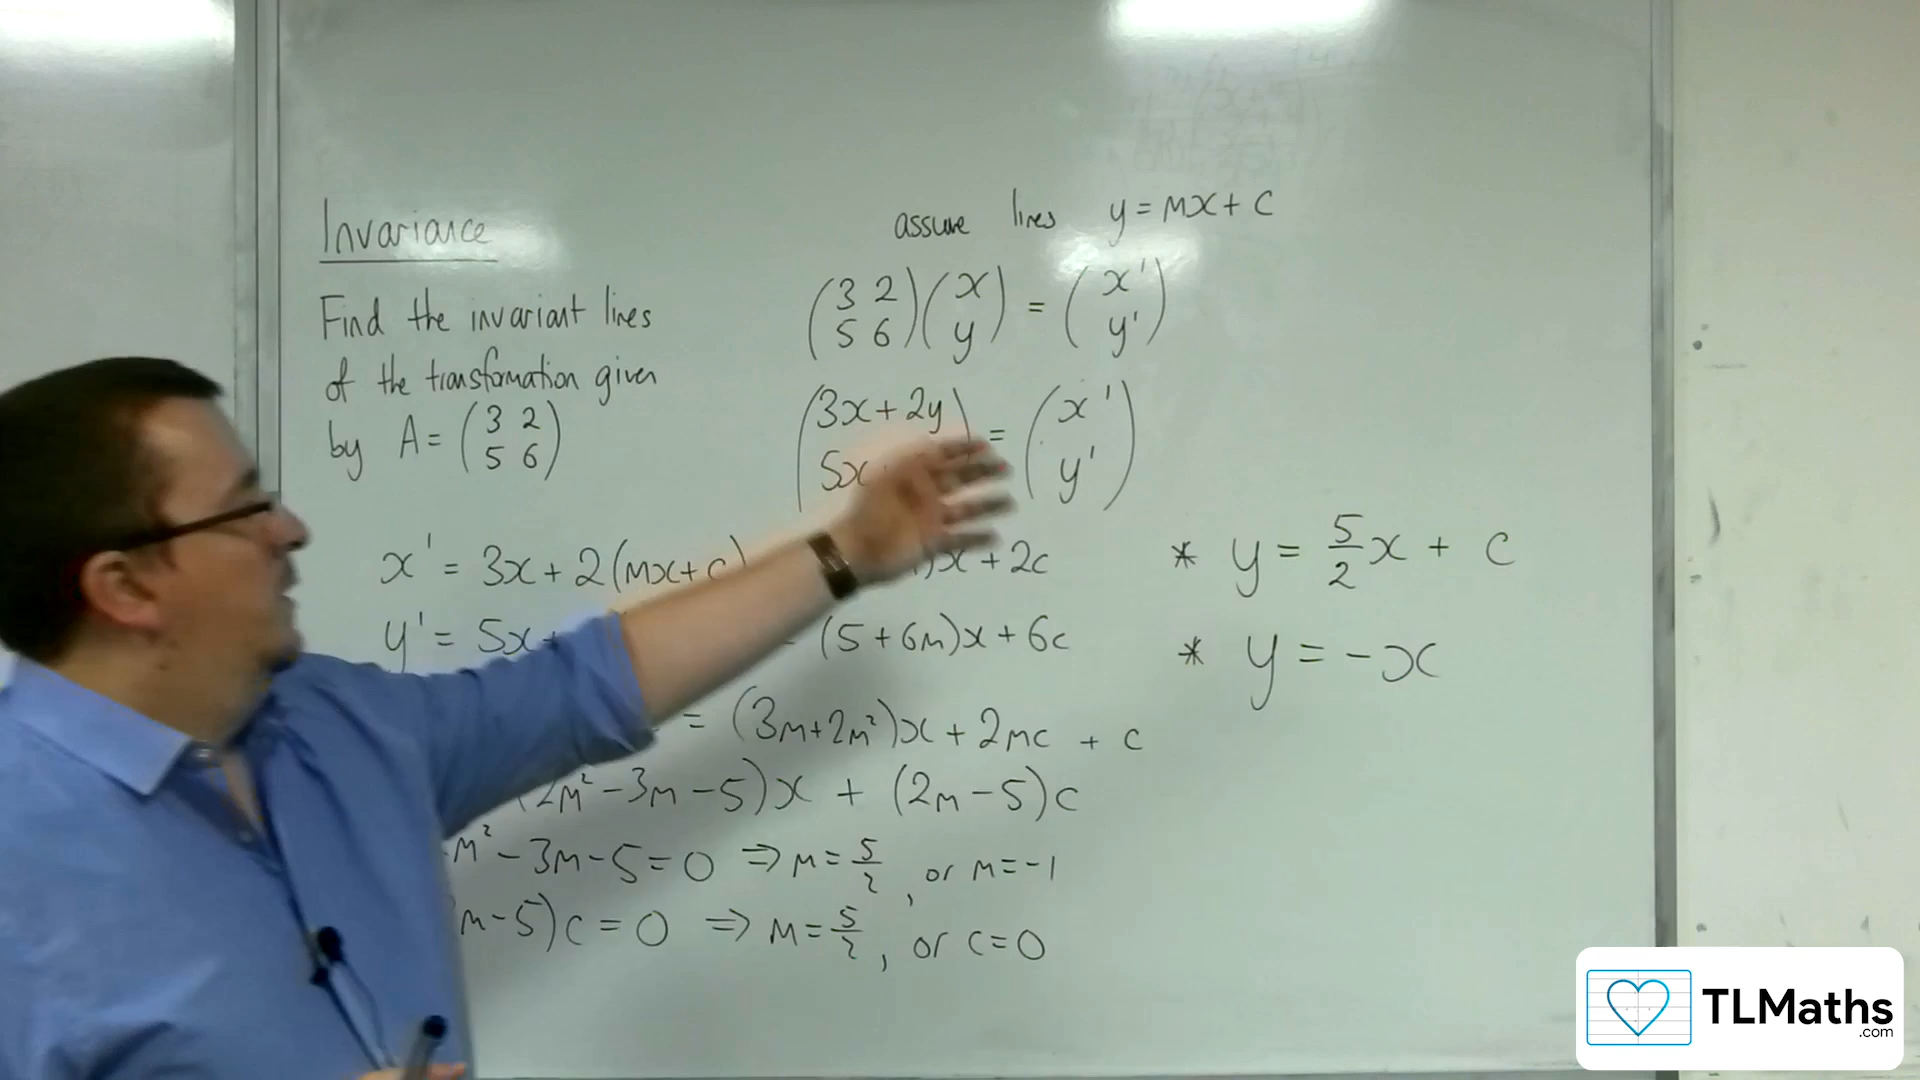 Invariance
Find the invariant lines
of the transformation given
by A = (3 2
5 6)
assume lines y = mx + c
(3 2
5 6)(x
y) = (x'
y')
(3x + 2y
5x ) = (x'
y')
x' = 3x + 2(mx + c) )x + 2c
y' = 5x + = (5 + 6m)x + 6c
= (3m + 2m²)x + 2mc + c
(2m² - 3m - 5)x + (2m - 5)c
m² - 3m - 5 = 0 ⇒ m = 5/2, or m = -1
m - 5)c = 0 ⇒ m = 5/2, or c = 0
* y = 5/2 x + c
* y = -x
TLMaths
.com